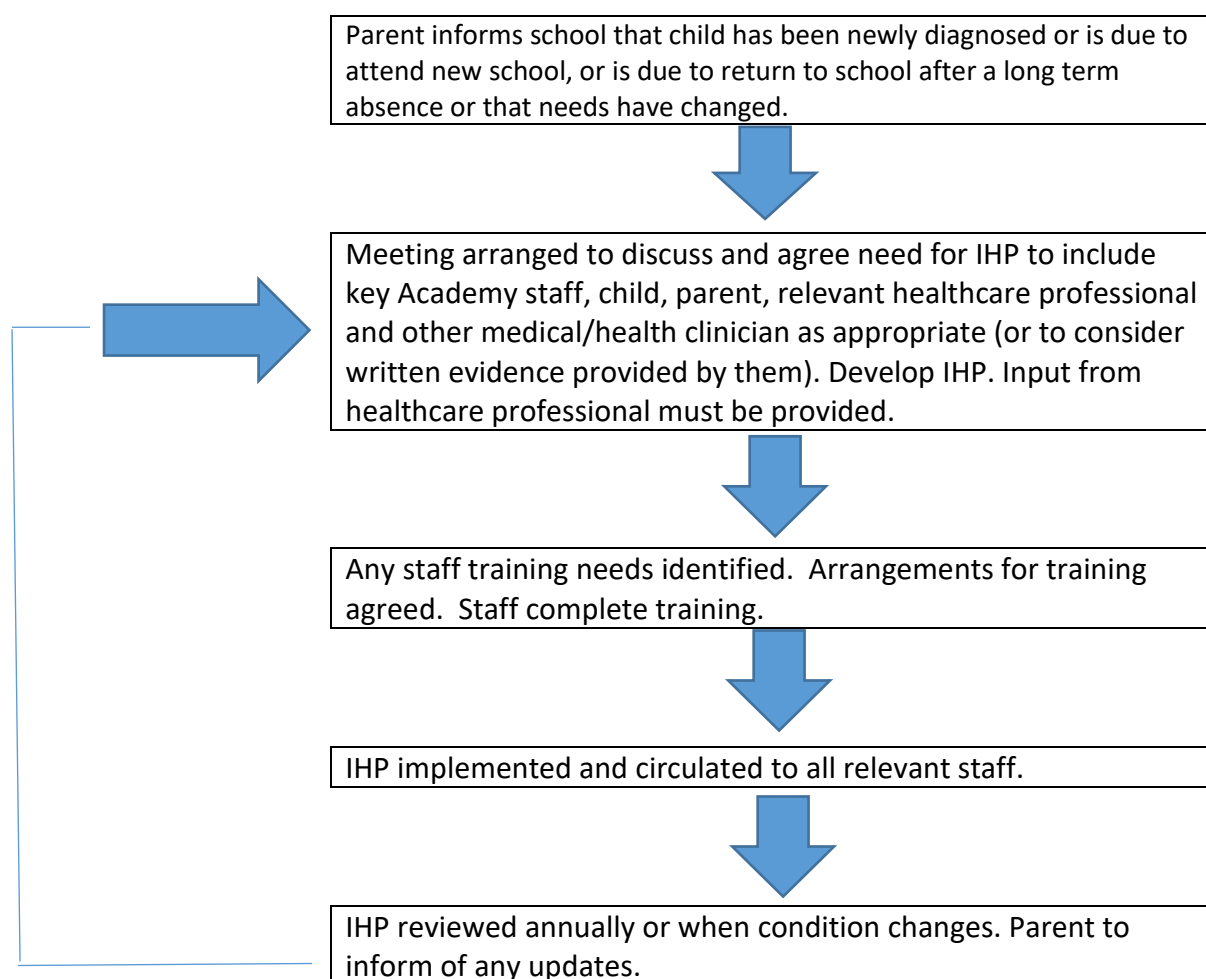 Parent informs school that child has been newly diagnosed or is due to
attend new school, or is due to return to school after a long term
absence or that needs have changed.
Meeting arranged to discuss and agree need for IHP to include
key Academy staff, child, parent, relevant healthcare professional
and other medical/health clinician as appropriate (or to consider
written evidence provided by them). Develop IHP. Input from
healthcare professional must be provided.
Any staff training needs identified.  Arrangements for training
agreed.  Staff complete training.
IHP implemented and circulated to all relevant staff.
IHP reviewed annually or when condition changes. Parent to
inform of any updates.